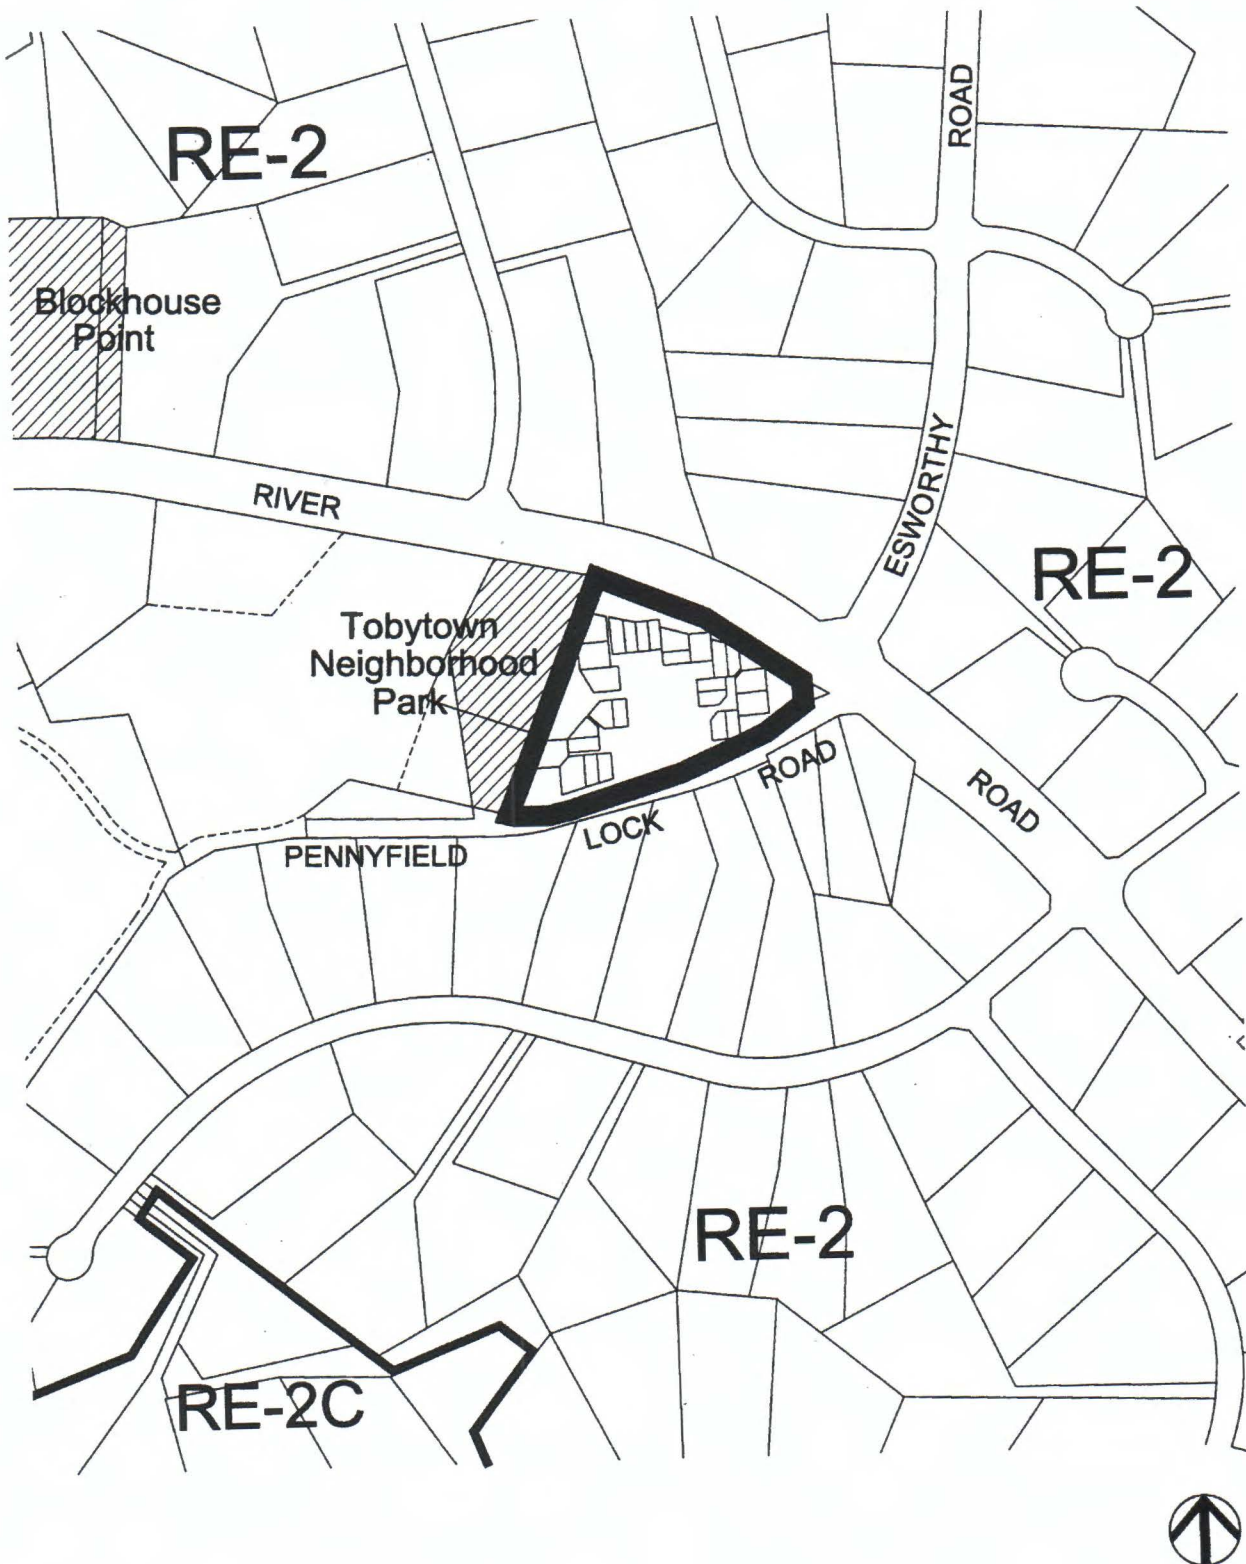 ROAD
RE-2
Blockhouse
Point
ESWORTHY
RIVER
RE-2
Tobytown
Neighborhood
Park
ROAD
ROAD
LOCK
PENNYFIELD
RE-2
RE-2C